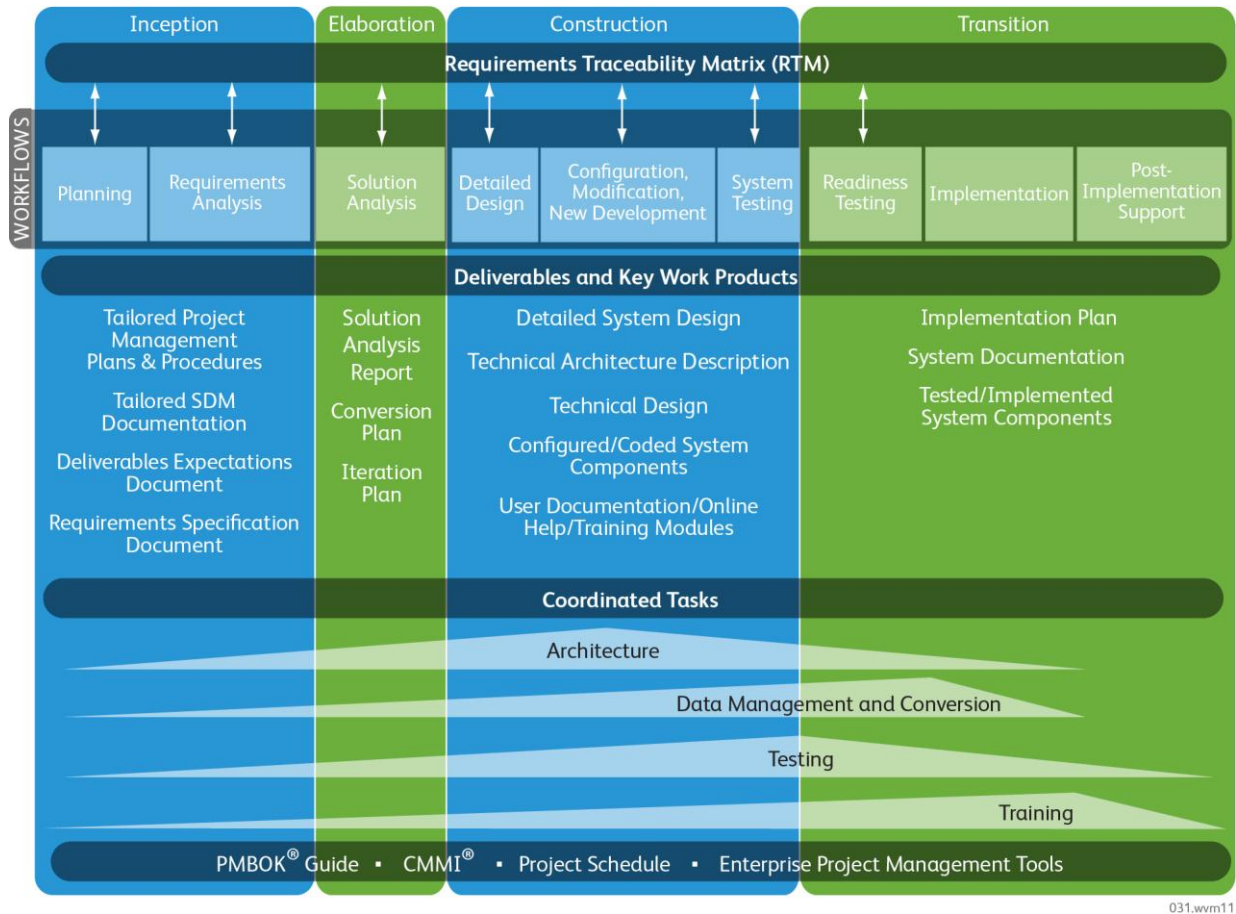 Inception
Elaboration
Construction
Transition
Requirements Traceability Matrix (RTM)
WORKFLOWS
Planning
Requirements
Analysis
Solution
Analysis
Detailed
Design
Configuration,
Modification,
New Development
System
Testing
Readiness
Testing
Implementation
Post-
Implementation
Support
Deliverables and Key Work Products
Tailored Project
Management
Plans & Procedures
Tailored SDM
Documentation
Deliverables Expectations
Document
Requirements Specification
Document
Solution
Analysis
Report
Conversion
Plan
Iteration
Plan
Detailed System Design
Technical Architecture Description
Technical Design
Configured/Coded System
Components
User Documentation/Online
Help/Training Modules
Implementation Plan
System Documentation
Tested/Implemented
System Components
Coordinated Tasks
Architecture
Data Management and Conversion
Testing
Training
PMBOK® Guide ▪ CMMI® ▪ Project Schedule ▪ Enterprise Project Management Tools
031.wvm11